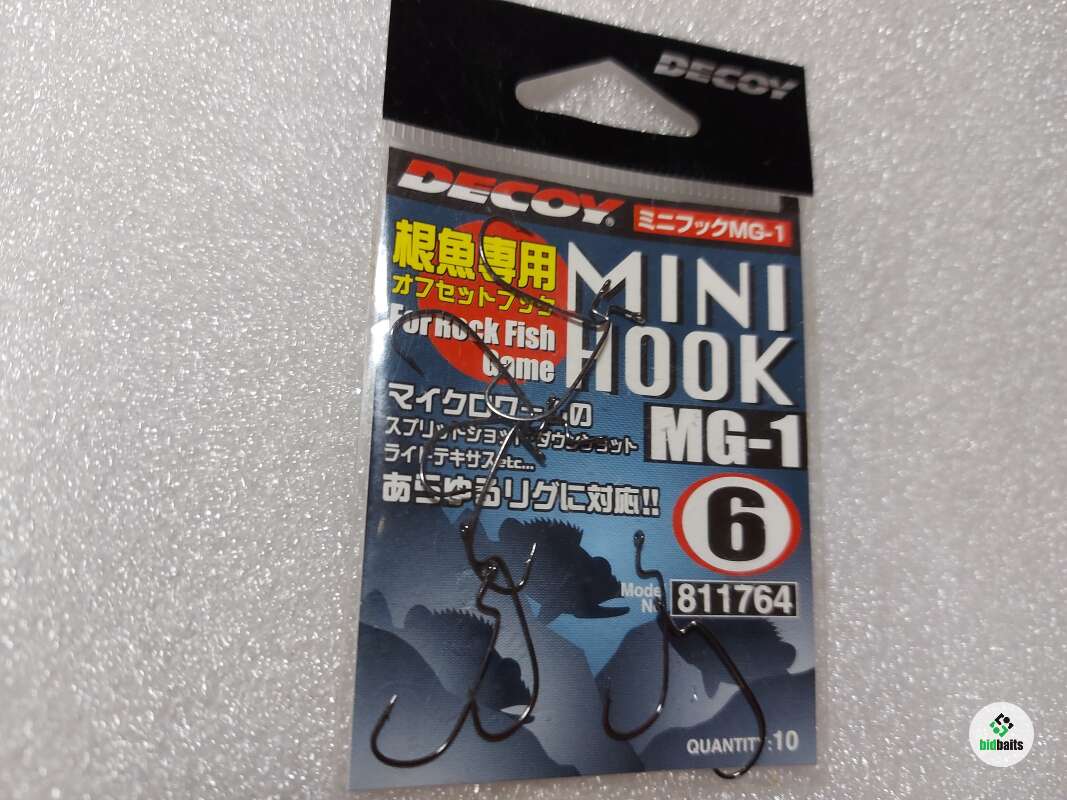 DECOY
DECOY®
ミニフックMG-1
根魚専用
オフセットフック
For Rock Fish
Game
MINI
HOOK
MG-1
マイクロワームの
スプリットショット・ダウンショット
ライトテキサスetc...
あらゆるリグに対応!!
6
Model
No.
811764
QUANTITY:10
bidbaits